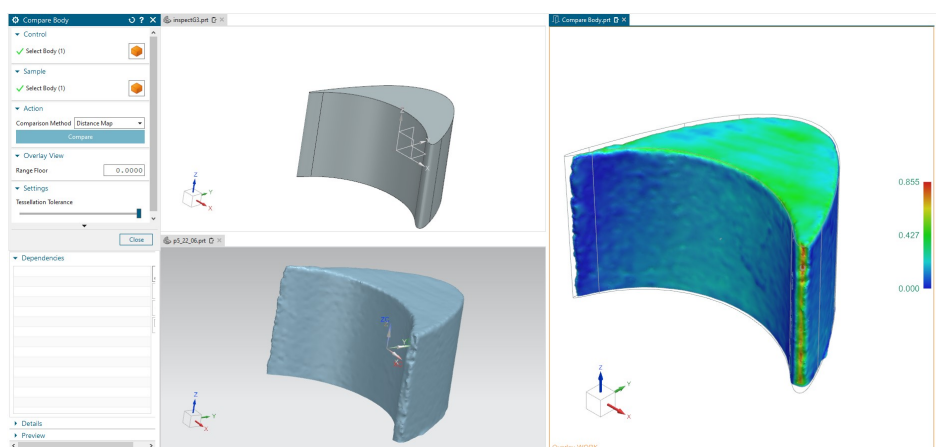 Compare Body
Control
Select Body (1)
Sample
Select Body (1)
Action
Comparison Method Distance Map
Compare
Overlay View
Range Floor 0.0000
Settings
Tessellation Tolerance
Close
Dependencies
Details
Preview
inspectG3.prt
Z
Y
X
p5_22_06.prt
ZC
Y
X
Z
Y
X
Compare Body.prt
0.855
0.427
0.000
Z
Y
X